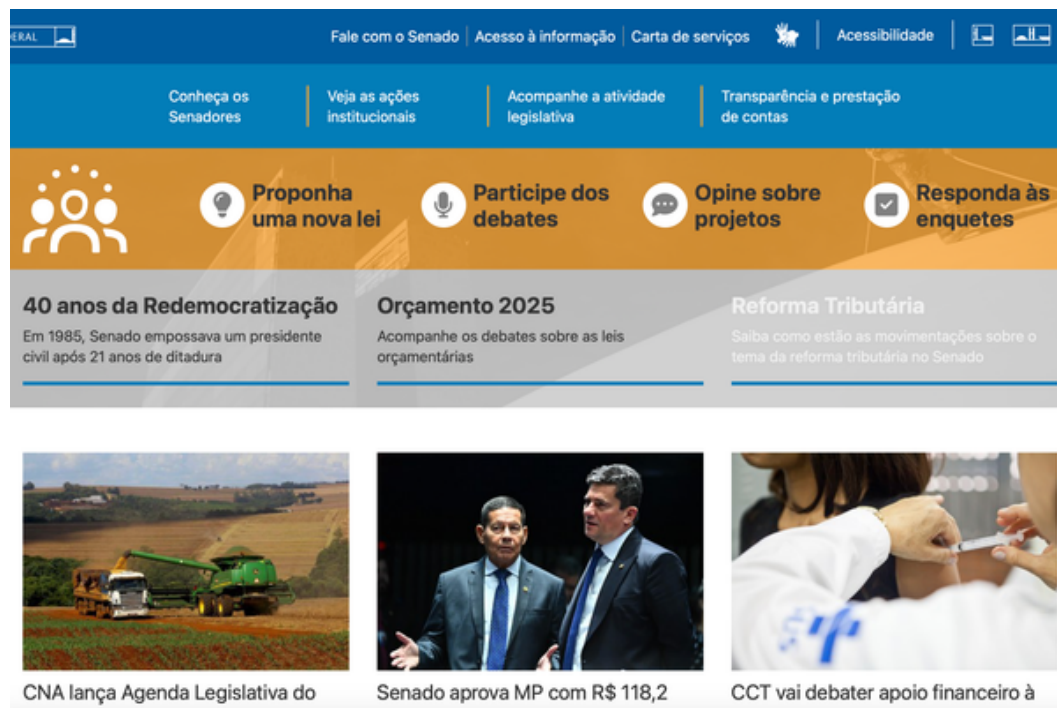 ERAL
Fale com o Senado Acesso à informação Carta de serviços Acessibilidade
Conheça os
Senadores
Veja as ações
institucionais
Acompanhe a atividade
legislativa
Transparência e prestação
de contas
Proponha
uma nova lei
Participe dos
debates
Opine sobre
projetos
Responda às
enquetes
40 anos da Redemocratização
Em 1985, Senado empossava um presidente
civil após 21 anos de ditadura
Orçamento 2025
Acompanhe os debates sobre as leis
orçamentárias
Reforma Tributária
Saiba como estão as movimentações sobre o
tema da reforma tributária no Senado
CNA lança Agenda Legislativa do
Senado aprova MP com R$ 118,2
CCT vai debater apoio financeiro à